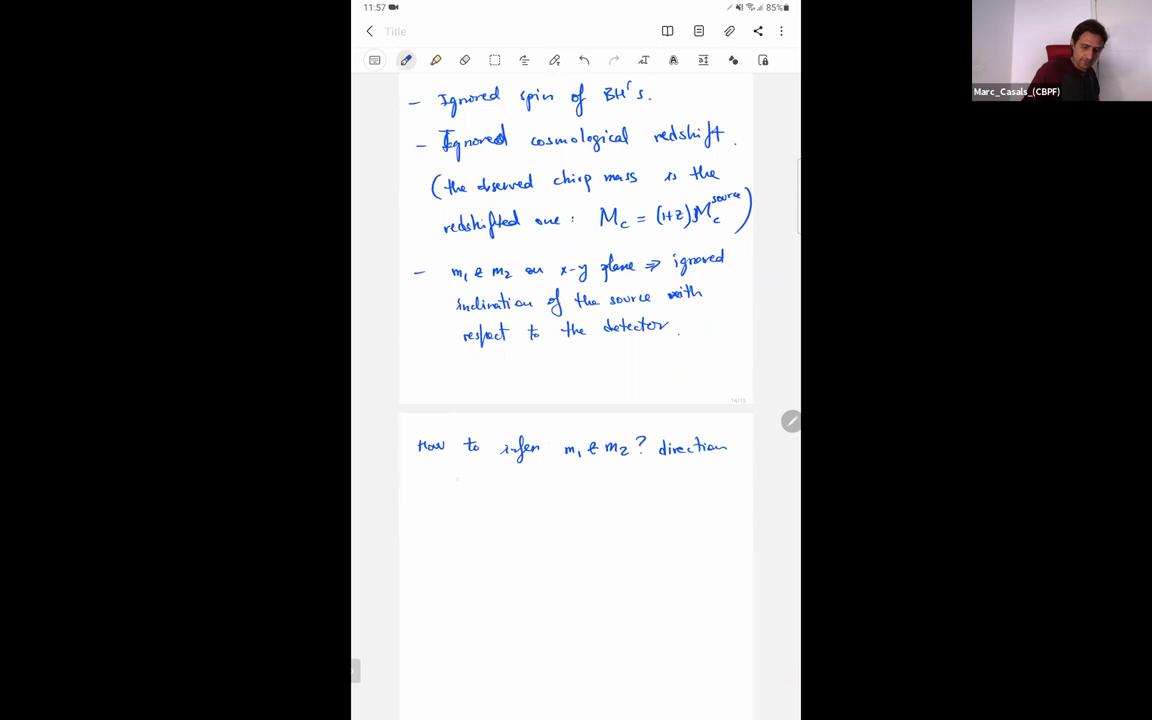 11:57
85%
Title
Marc_Casals_(CBPF)
- Ignored spin of BH's.
- Ignored cosmological redshift.
(the observed chirp mass is the
redshifted one: Mc = (1+z) Mc^source)
- m₁ & m₂ on x-y plane ⇒ ignored
inclination of the source with
respect to the detector.
14/15
How to infer m₁ & m₂? direction